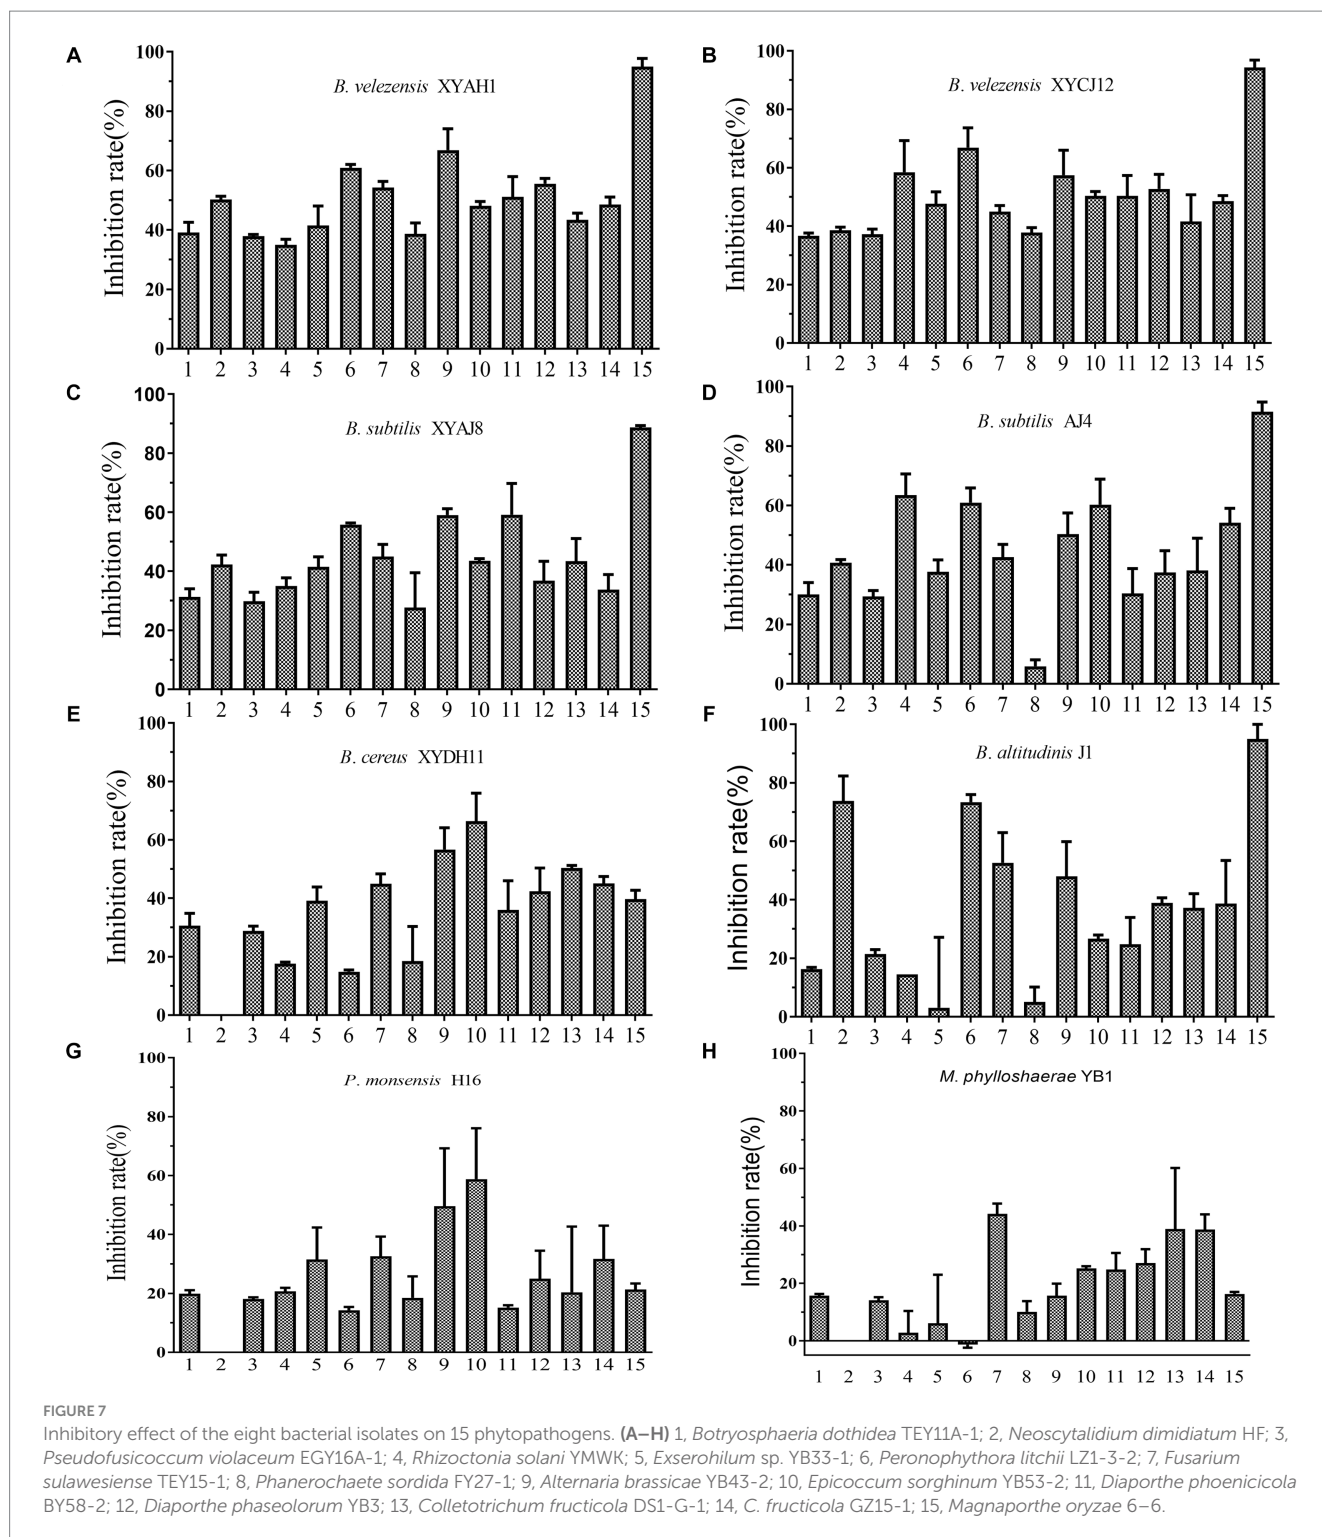 A
B. velezensis XYAH1
Inhibition rate(%)
100
80
60
40
20
0
1 2 3 4 5 6 7 8 9 10 11 12 13 14 15
B
B. velezensis XYCJ12
Inhibition rate(%)
100
80
60
40
20
0
1 2 3 4 5 6 7 8 9 10 11 12 13 14 15
C
B. subtilis XYAJ8
Inhibition rate(%)
100
80
60
40
20
0
1 2 3 4 5 6 7 8 9 10 11 12 13 14 15
D
B. subtilis AJ4
Inhibition rate(%)
100
80
60
40
20
0
1 2 3 4 5 6 7 8 9 10 11 12 13 14 15
E
B. cereus XYDH11
Inhibition rate(%)
100
80
60
40
20
0
1 2 3 4 5 6 7 8 9 10 11 12 13 14 15
F
B. altitudinis J1
Inhibition rate(%)
100
80
60
40
20
0
1 2 3 4 5 6 7 8 9 10 11 12 13 14 15
G
P. monsensis H16
Inhibition rate(%)
100
80
60
40
20
0
1 2 3 4 5 6 7 8 9 10 11 12 13 14 15
H
M. phylloshaerae YB1
Inhibition rate(%)
100
80
60
40
20
0
1 2 3 4 5 6 7 8 9 10 11 12 13 14 15
FIGURE 7
Inhibitory effect of the eight bacterial isolates on 15 phytopathogens. (A–H) 1, Botryosphaeria dothidea TEY11A-1; 2, Neoscytalidium dimidiatum HF; 3,
Pseudofusicoccum violaceum EGY16A-1; 4, Rhizoctonia solani YMWK; 5, Exserohilum sp. YB33-1; 6, Peronophythora litchii LZ1-3-2; 7, Fusarium
sulawesiense TEY15-1; 8, Phanerochaete sordida FY27-1; 9, Alternaria brassicae YB43-2; 10, Epicoccum sorghinum YB53-2; 11, Diaporthe phoenicicola
BY58-2; 12, Diaporthe phaseolorum YB3; 13, Colletotrichum fructicola DS1-G-1; 14, C. fructicola GZ15-1; 15, Magnaporthe oryzae 6–6.